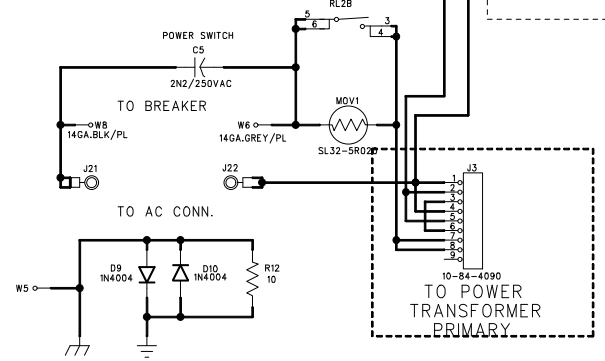 RL2B
5
6
3
4
POWER SWITCH
C5
2N2/250VAC
TO BREAKER
MOV1
W8
14GA.BLK/PL
W6
14GA.GREY/PL
SL32-5R020
J21
J22
J3
1
2
3
4
5
6
7
8
9
TO AC CONN.
D9
1N4004
D10
1N4004
R12
10
W5
10-84-4090
TO POWER
TRANSFORMER
PRIMARY